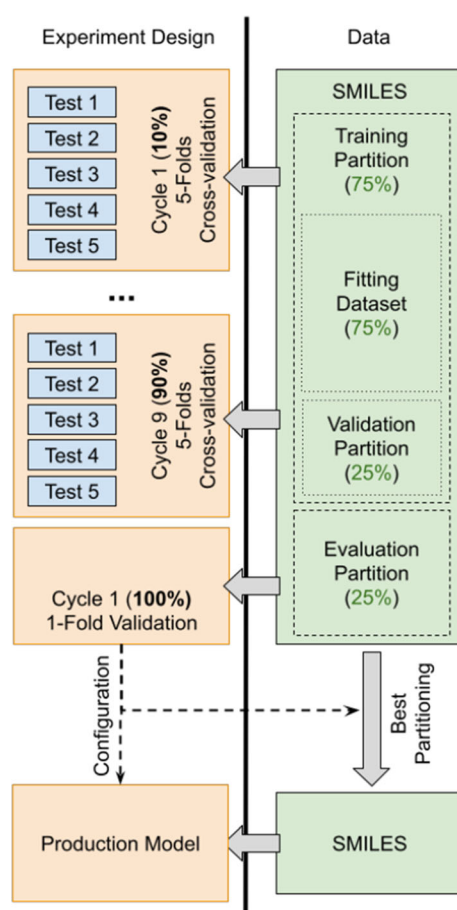 Experiment Design
Data
Test 1
Test 2
Test 3
Test 4
Test 5
Cycle 1 (10%)
5-Folds
Cross-validation
...
Test 1
Test 2
Test 3
Test 4
Test 5
Cycle 9 (90%)
5-Folds
Cross-validation
Cycle 1 (100%)
1-Fold Validation
Configuration
Production Model
SMILES
Training
Partition
(75%)
Fitting
Dataset
(75%)
Validation
Partition
(25%)
Evaluation
Partition
(25%)
Best
Partitioning
SMILES